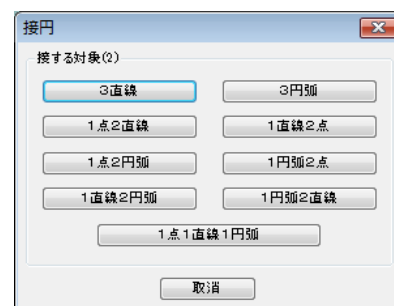 接円
接する対象(2)
3直線 3円弧
1点2直線 1直線2点
1点2円弧 1円弧2点
1直線2円弧 1円弧2直線
1点1直線1円弧
取消